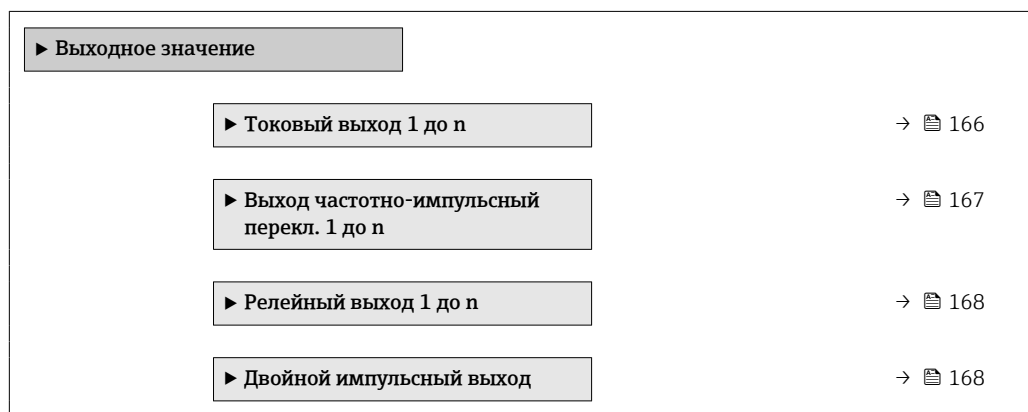 ▶ Выходное значение
▶ Токовый выход 1 до n → 166
▶ Выход частотно-импульсный → 167
перекл. 1 до n
▶ Релейный выход 1 до n → 168
▶ Двойной импульсный выход → 168